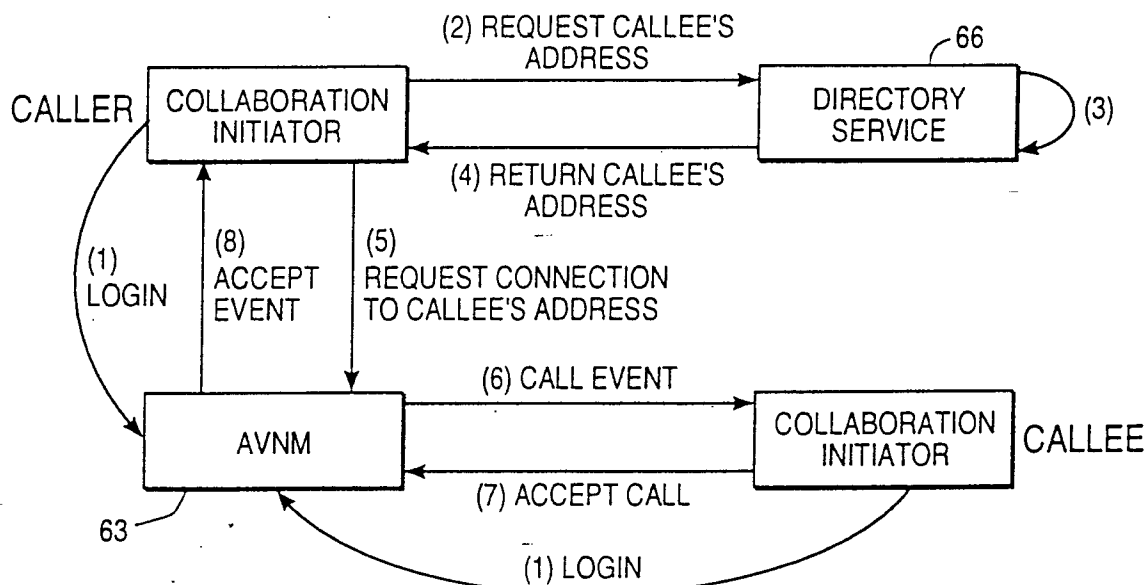 (2) REQUEST CALLEE'S
ADDRESS
66
CALLER
COLLABORATION
INITIATOR
DIRECTORY
SERVICE
(3)
(4) RETURN CALLEE'S
ADDRESS
(1)
LOGIN
(8)
ACCEPT
EVENT
(5)
REQUEST CONNECTION
TO CALLEE'S ADDRESS
(6) CALL EVENT
AVNM
COLLABORATION
INITIATOR
CALLEE
(7) ACCEPT CALL
63
(1) LOGIN